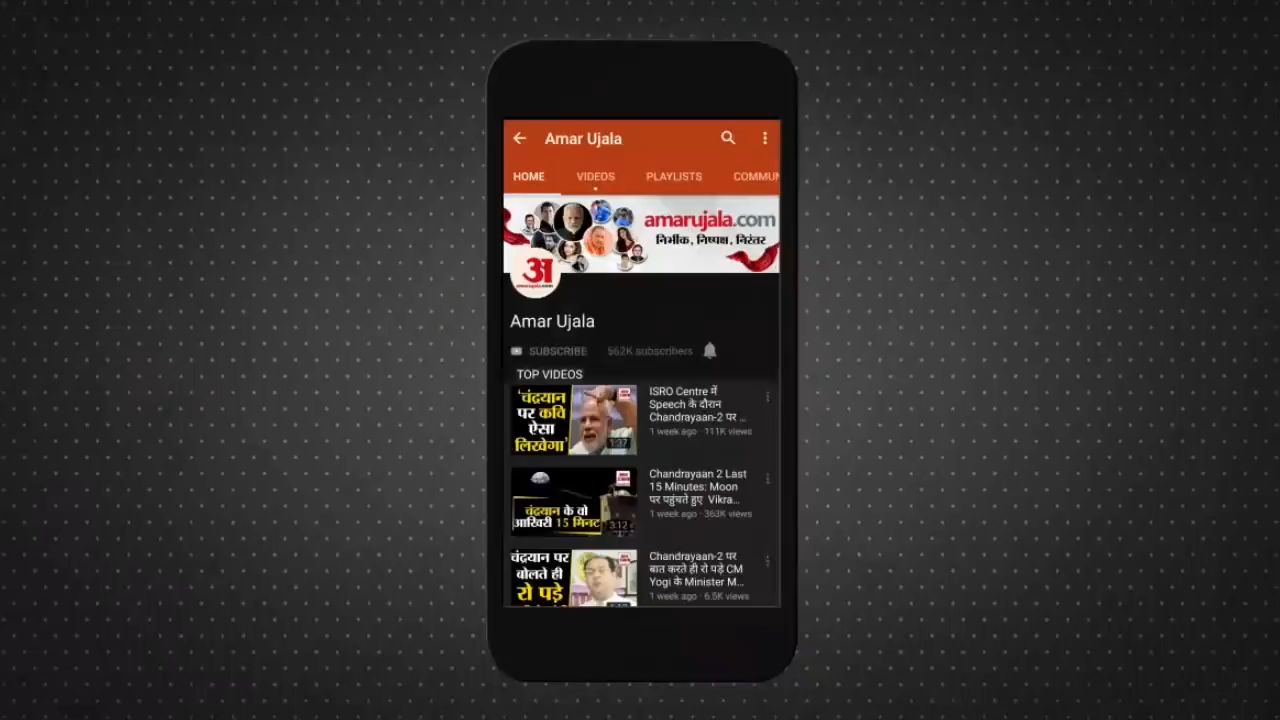 Amar Ujala
HOME VIDEOS PLAYLISTS COMMUN
amarujala.com
निर्भीक, निष्पक्ष, निरंतर
अ
amarujala.com
Amar Ujala
SUBSCRIBE 562K subscribers
TOP VIDEOS
'चंद्रयान
पर कवि
ऐसा
लिखेगा'
1:37
ISRO Centre में
Speech के दौरान
Chandrayaan-2 पर ...
1 week ago · 111K views
चंद्रयान के वो
आखिरी 15 मिनट
3:12
Chandrayaan 2 Last
15 Minutes: Moon
पर पहुंचते हुए Vikra...
1 week ago · 363K views
चंद्रयान पर
बोलते ही
रो पड़े
Chandrayaan-2 पर
बात करते ही रो पड़े CM
Yogi के Minister M...
1 week ago · 6.5K views